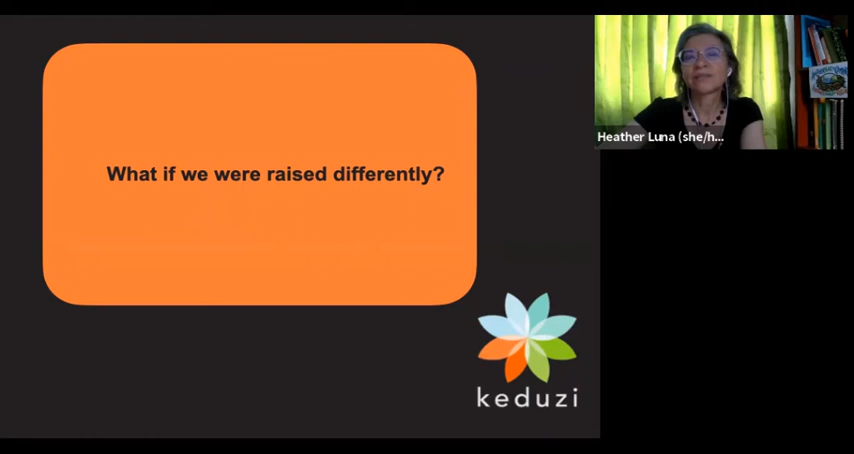 What if we were raised differently?
Heather Luna (she/h...
keduzi